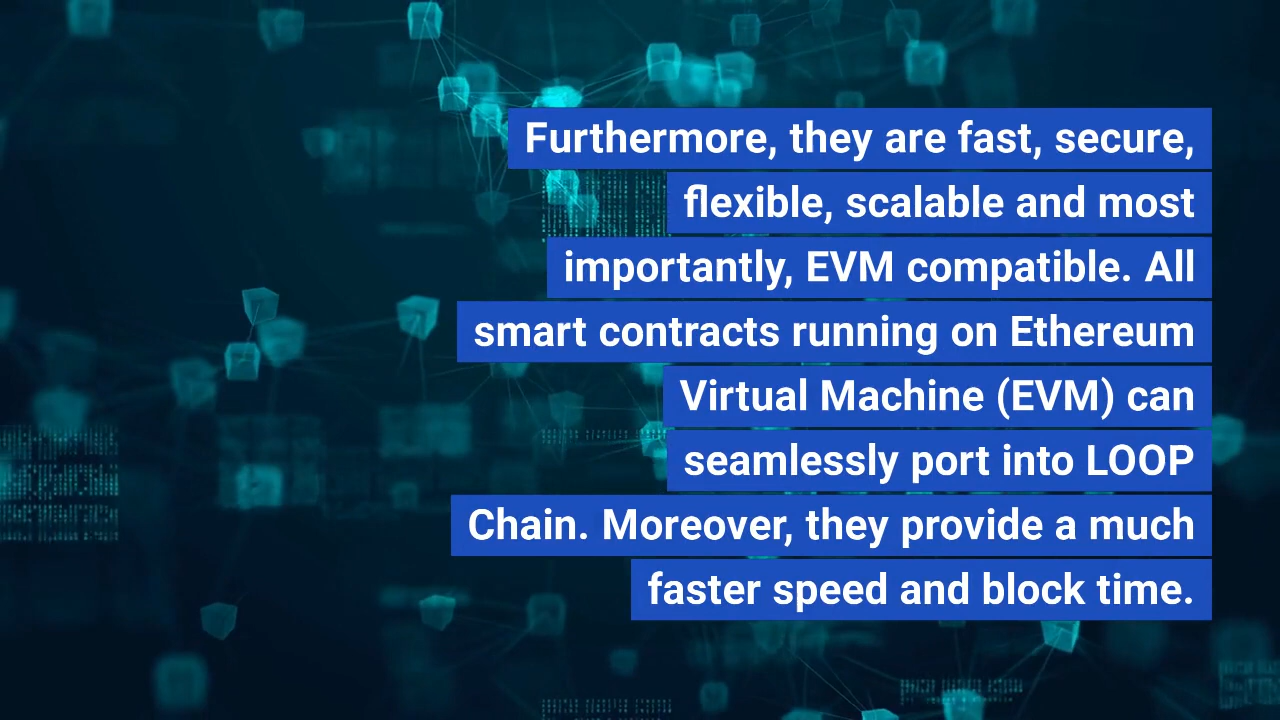 Furthermore, they are fast, secure,
flexible, scalable and most
importantly, EVM compatible. All
smart contracts running on Ethereum
Virtual Machine (EVM) can
seamlessly port into LOOP
Chain. Moreover, they provide a much
faster speed and block time.